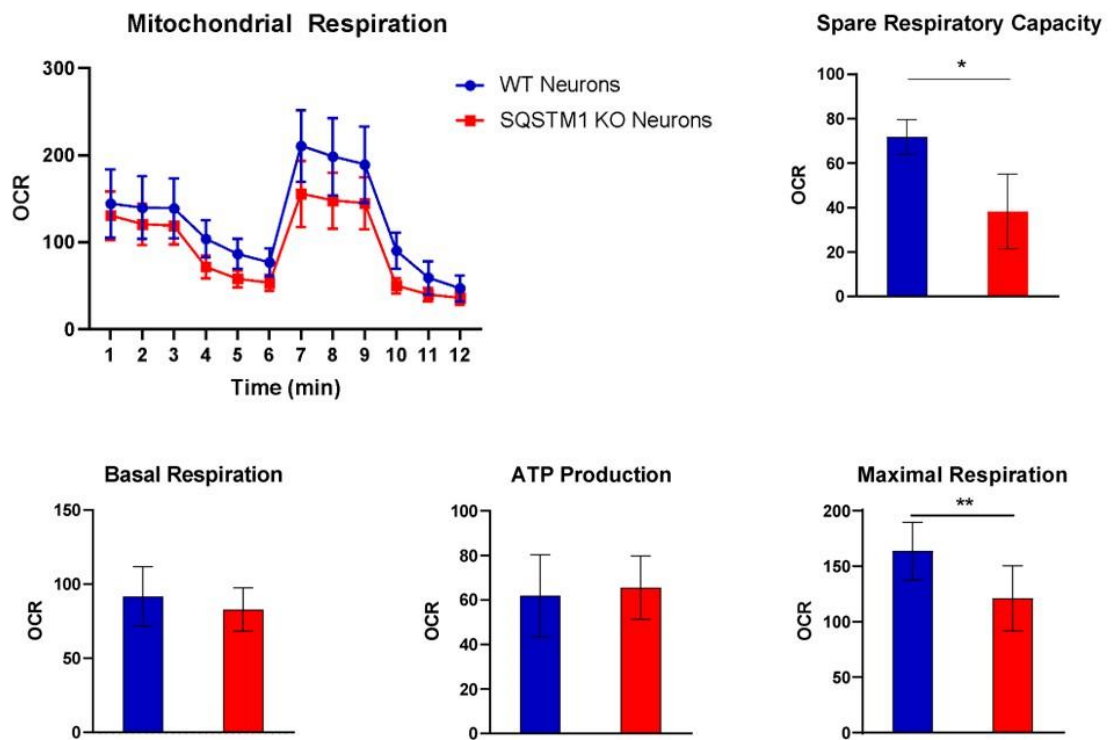 Mitochondrial Respiration
300
200
100
0
OCR
1 2 3 4 5 6 7 8 9 10 11 12
Time (min)
WT Neurons
SQSTM1 KO Neurons
Spare Respiratory Capacity
*
100
80
60
40
20
0
OCR
Basal Respiration
150
100
50
0
OCR
ATP Production
100
80
60
40
20
0
OCR
Maximal Respiration
**
200
150
100
50
0
OCR